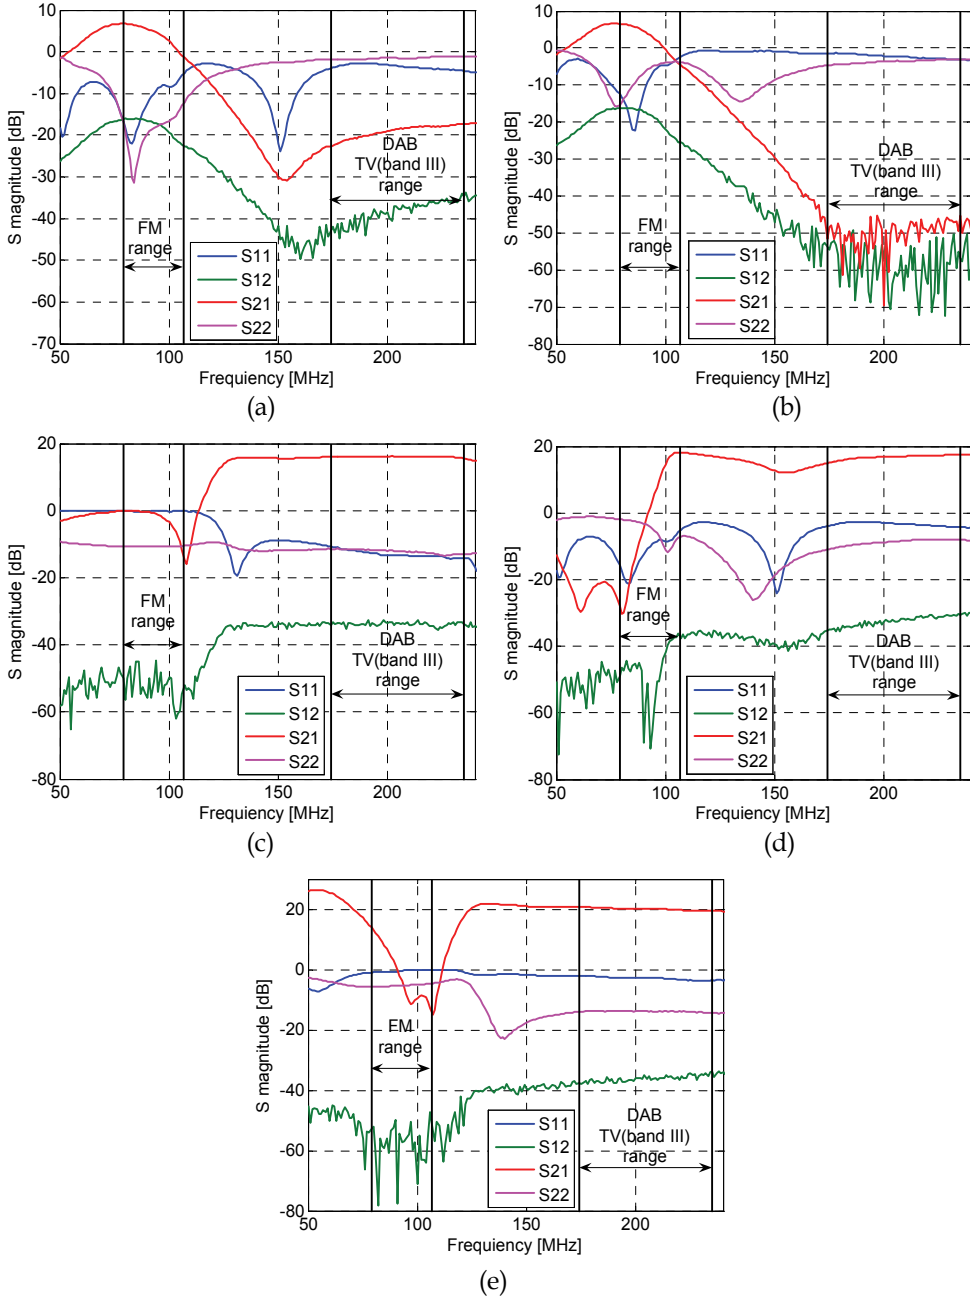 10
0
-10
-20
-30
-40
-50
-60
-70
S magnitude [dB]
DAB
TV(band III)
range
FM
range
S11
S12
S21
S22
50
100
150
200
Frequiency [MHz]
(a)
10
0
-10
-20
-30
-40
-50
-60
-70
-80
S magnitude [dB]
DAB
TV(band III)
range
FM
range
S11
S12
S21
S22
50
100
150
200
Frequiency [MHz]
(b)
20
0
-20
-40
-60
-80
S magnitude [dB]
FM
range
DAB
TV(band III)
range
S11
S12
S21
S22
50
100
150
200
Frequiency [MHz]
(c)
20
0
-20
-40
-60
-80
S magnitude [dB]
FM
range
DAB
TV(band III)
range
S11
S12
S21
S22
50
100
150
200
Frequiency [MHz]
(d)
20
0
-20
-40
-60
-80
S magnitude [dB]
FM
range
DAB
TV(band III)
range
S11
S12
S21
S22
50
100
150
200
Frequiency [MHz]
(e)